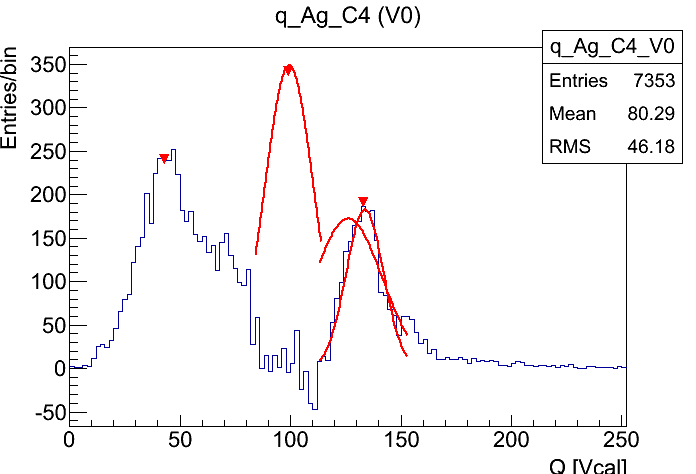 q_Ag_C4 (V0)
q_Ag_C4_V0
Entries 7353
Mean 80.29
RMS 46.18
Entries/bin
350
300
250
200
150
100
50
0
-50
0 50 100 150 200 250
Q [Vcal]